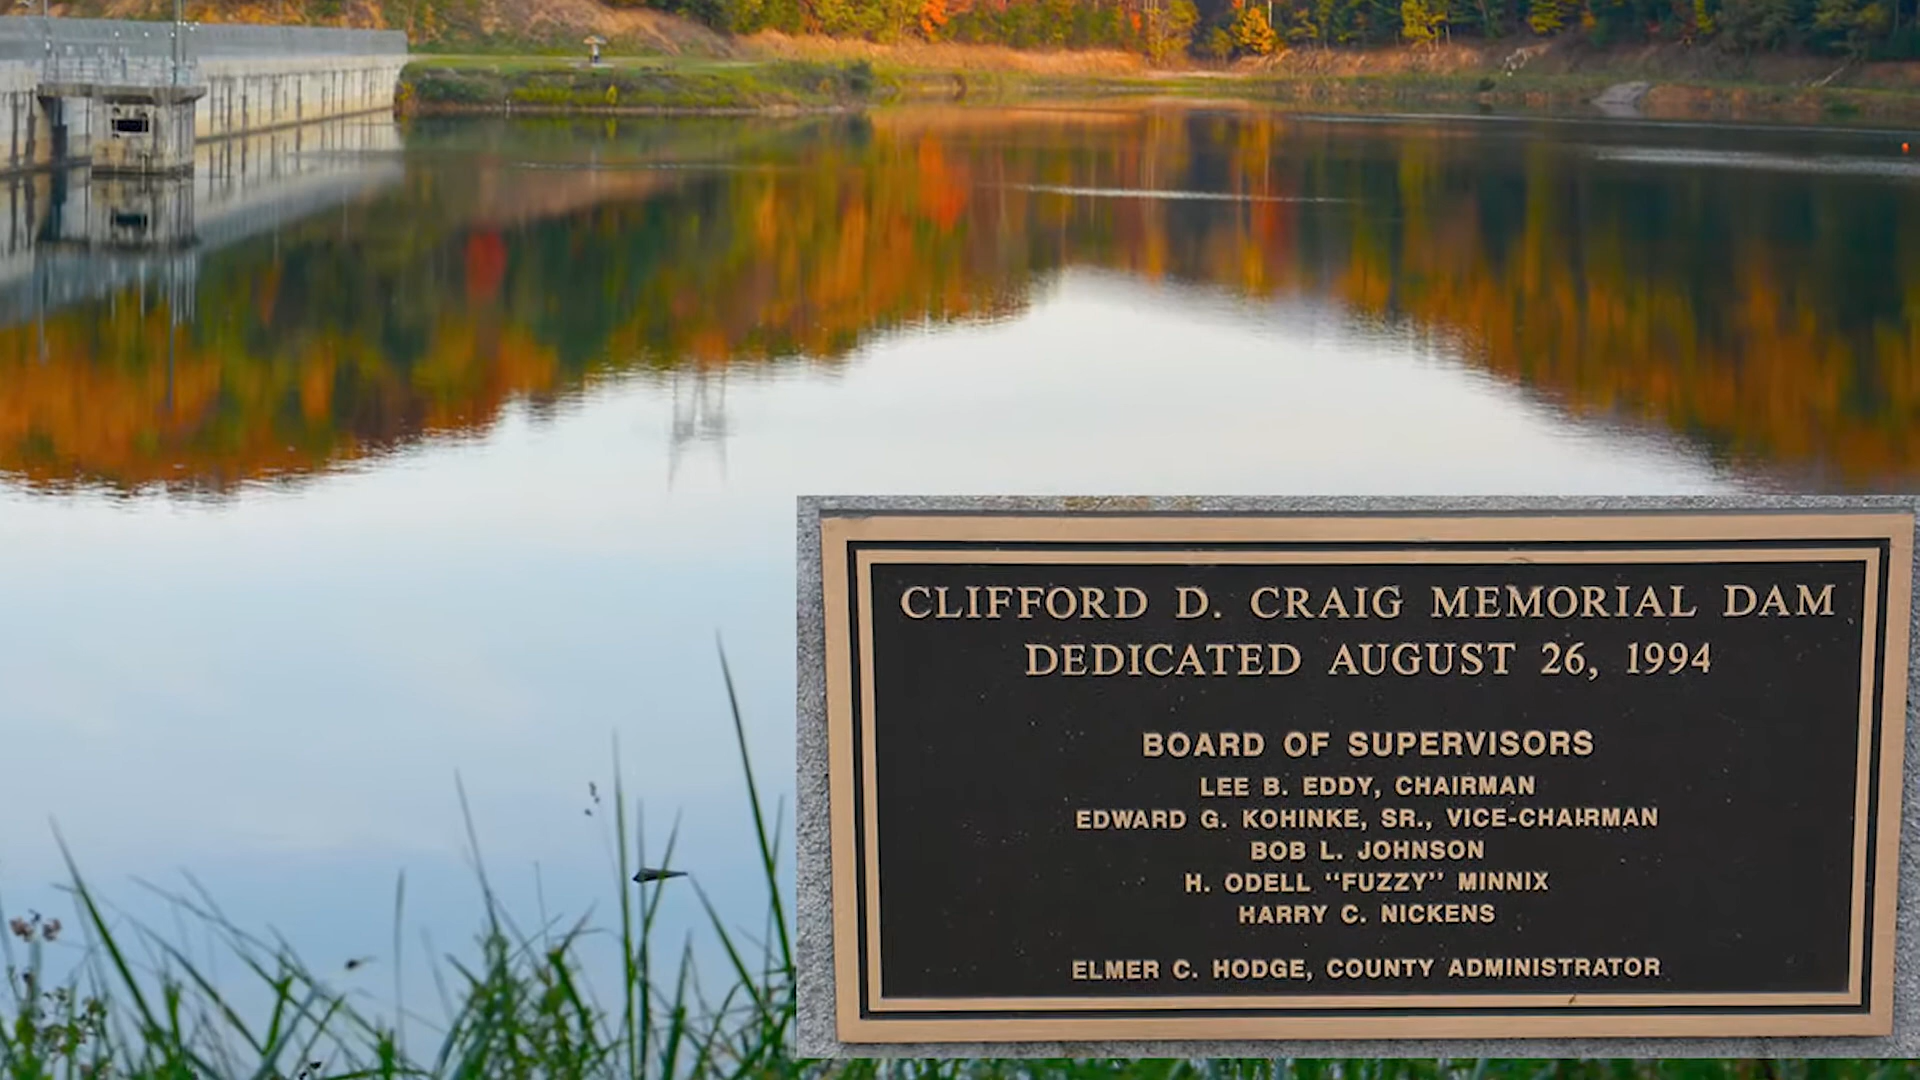 CLIFFORD D. CRAIG MEMORIAL DAM
DEDICATED AUGUST 26, 1994
BOARD OF SUPERVISORS
LEE B. EDDY, CHAIRMAN
EDWARD G. KOHINKE, SR., VICE-CHAIRMAN
BOB L. JOHNSON
H. ODELL "FUZZY" MINNIX
HARRY C. NICKENS
ELMER C. HODGE, COUNTY ADMINISTRATOR